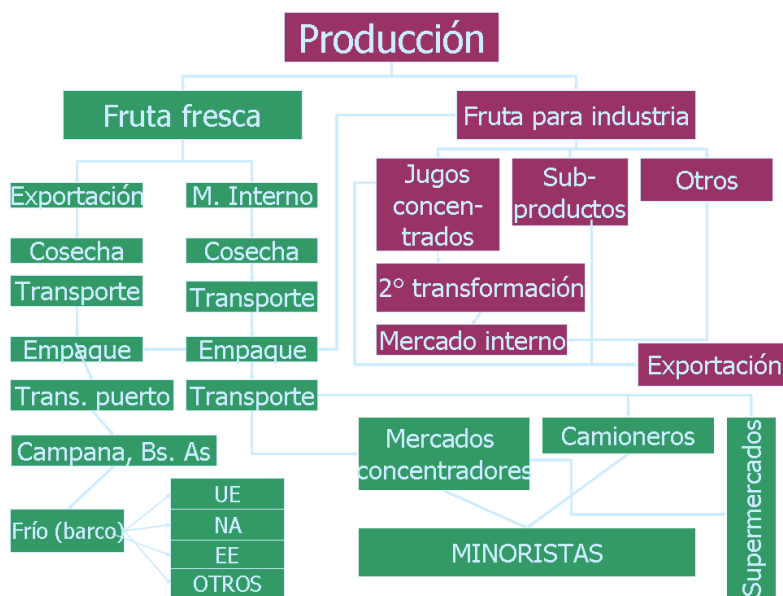 Producción
Fruta fresca
Fruta para industria
Exportación
M. Interno
Jugos
concen-
trados
Sub-
productos
Otros
Cosecha
Cosecha
Transporte
Transporte
2° transformación
Mercado interno
Empaque
Empaque
Exportación
Trans. puerto
Transporte
Mercados
concentradores
Camioneros
Supermercados
Campana, Bs. As
Frío (barco)
UE
NA
EE
OTROS
MINORISTAS